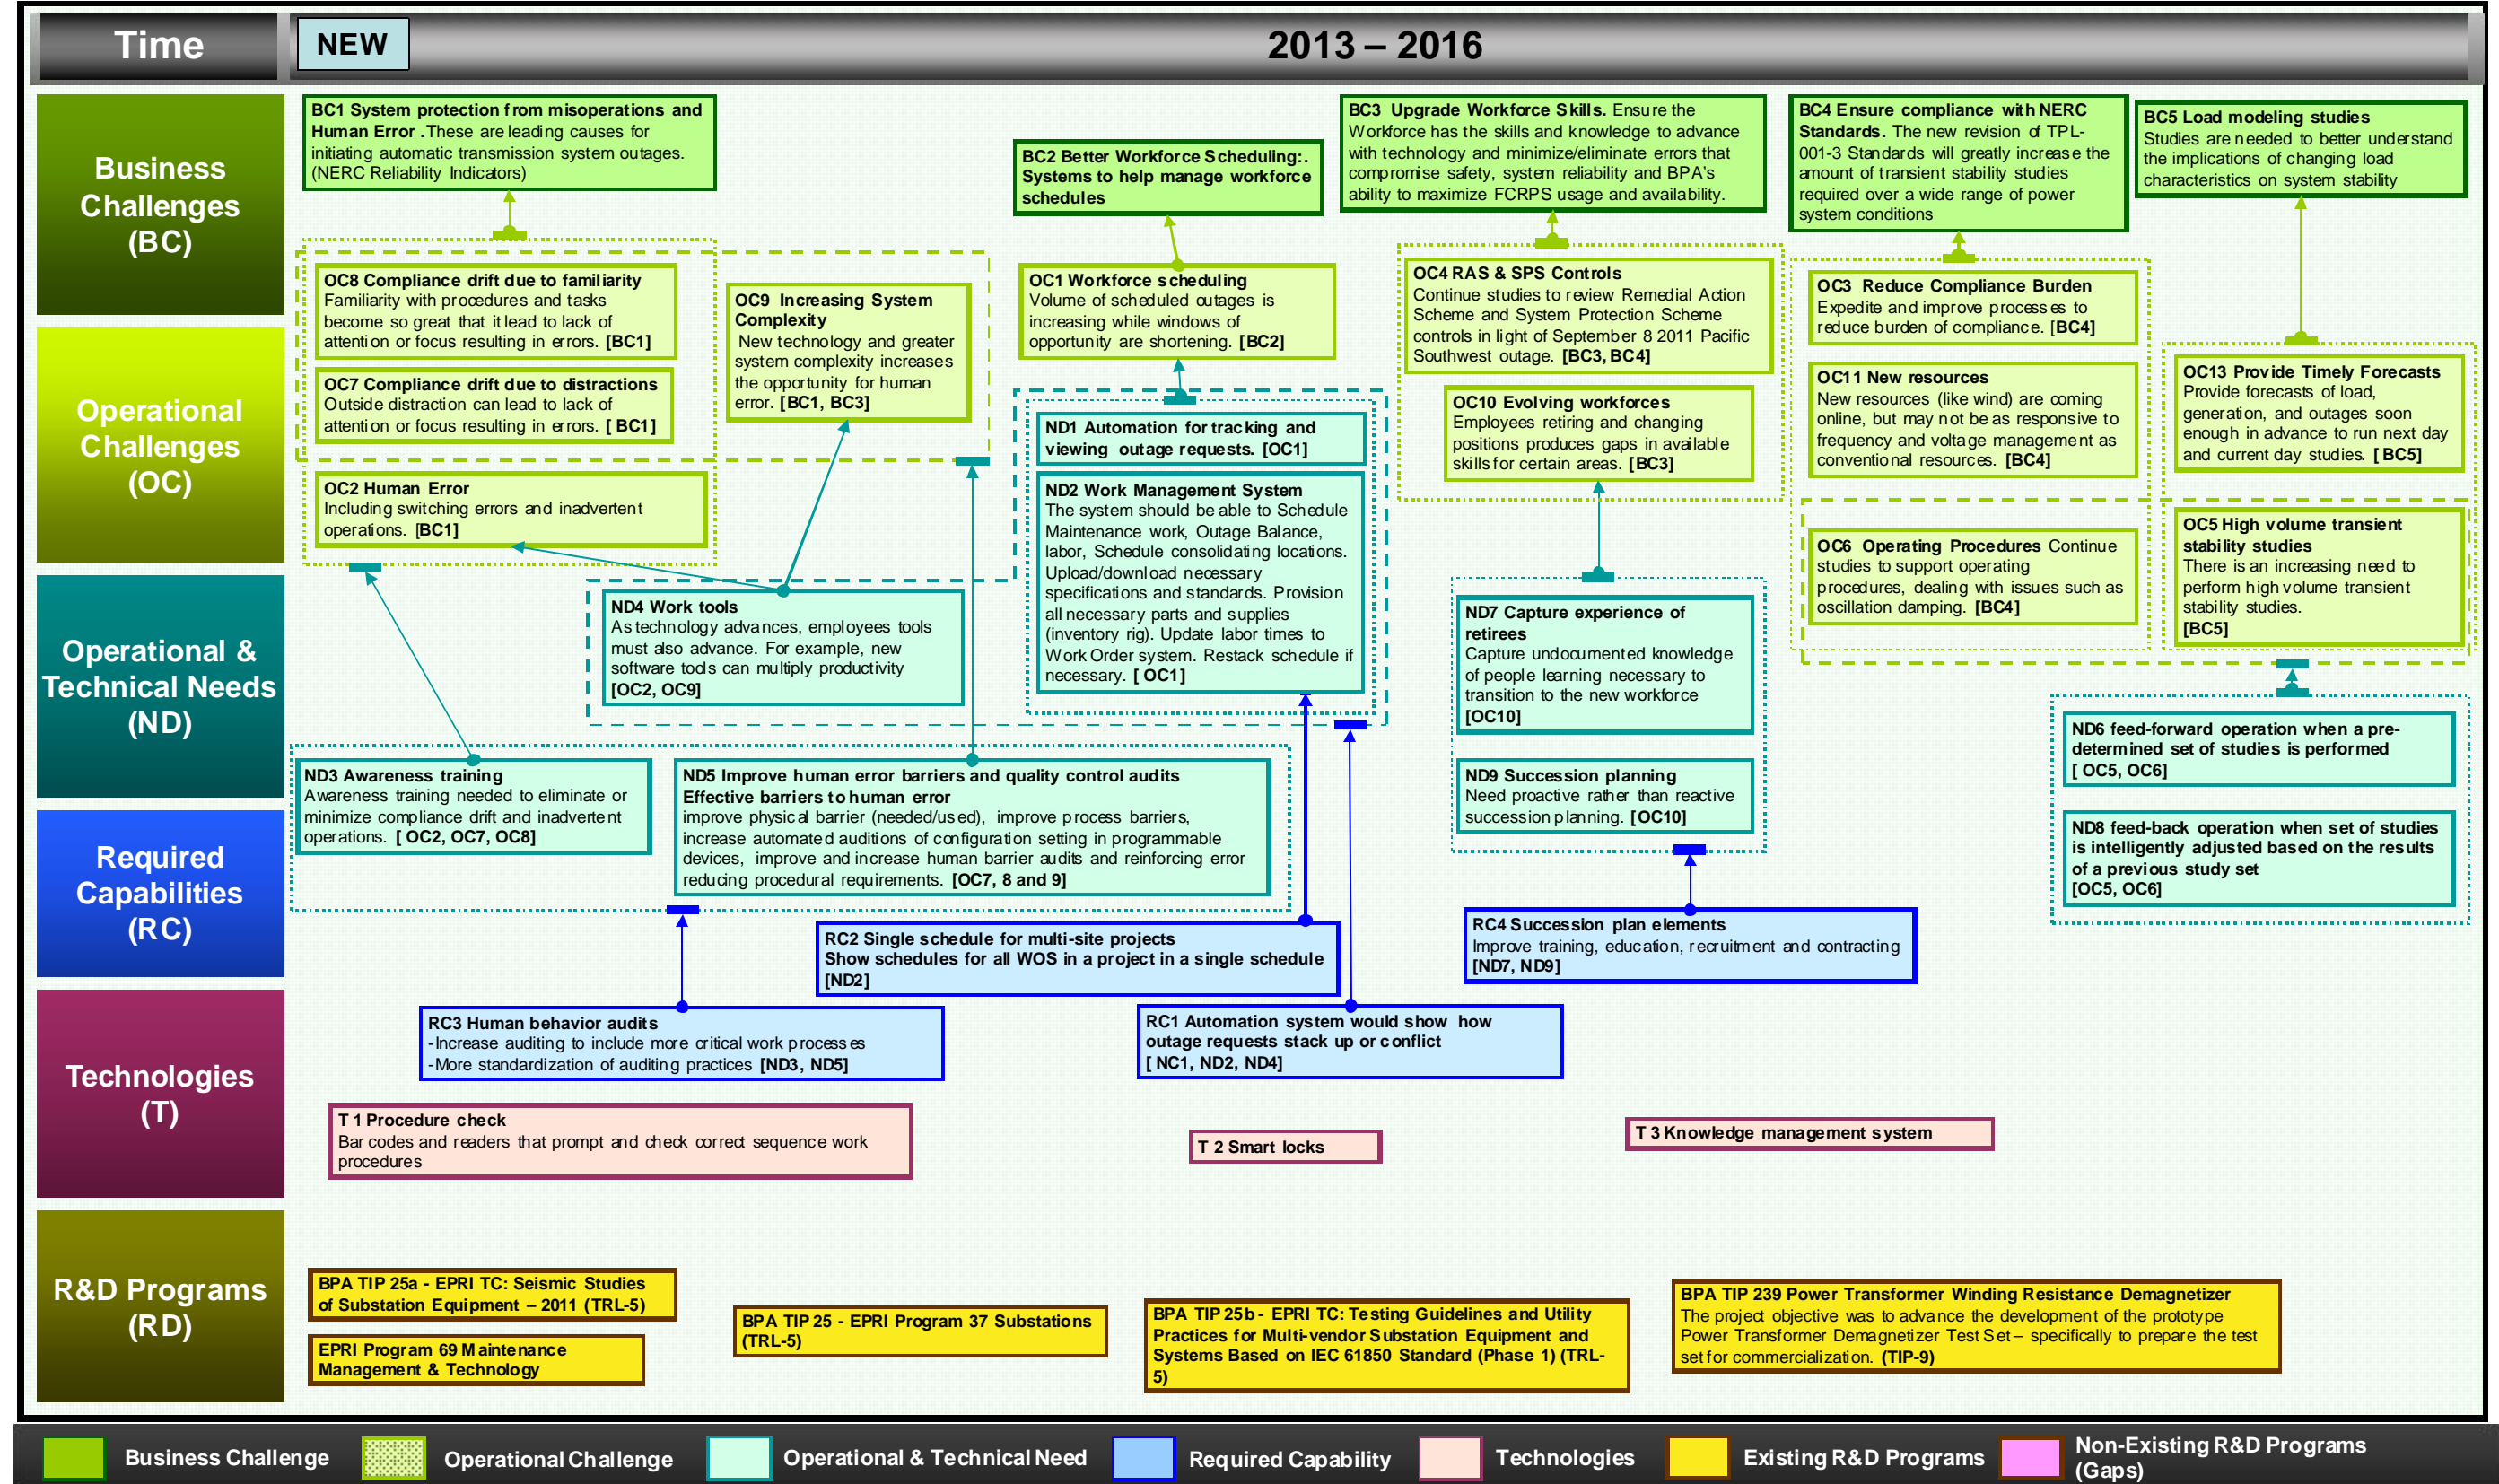 Time
NEW
2013 – 2016
Business
Challenges
(BC)
Operational
Challenges
(OC)
Operational &
Technical Needs
(ND)
Required
Capabilities
(RC)
Technologies
(T)
R&D Programs
(RD)
BC1 System protection from misoperations and
Human Error .These are leading causes for
initiating automatic transmission system outages.
(NERC Reliability Indicators)
BC2 Better Workforce Scheduling:.
Systems to help manage workforce
schedules
BC3 Upgrade Workforce Skills. Ensure the
Workforce has the skills and knowledge to advance
with technology and minimize/eliminate errors that
compromise safety, system reliability and BPA's
ability to maximize FCRPS usage and availability.
BC4 Ensure compliance with NERC
Standards. The new revision of TPL-
001-3 Standards will greatly increase the
amount of transient stability studies
required over a wide range of power
system conditions
BC5 Load modeling studies
Studies are needed to better understand
the implications of changing load
characteristics on system stability
OC8 Compliance drift due to familiarity
Familiarity with procedures and tasks
become so great that it lead to lack of
attention or focus resulting in errors. [BC1]
OC7 Compliance drift due to distractions
Outside distraction can lead to lack of
attention or focus resulting in errors. [ BC1]
OC2 Human Error
Including switching errors and inadvertent
operations. [BC1]
OC9 Increasing System
Complexity
New technology and greater
system complexity increases
the opportunity for human
error. [BC1, BC3]
OC1 Workforce scheduling
Volume of scheduled outages is
increasing while windows of
opportunity are shortening. [BC2]
OC4 RAS & SPS Controls
Continue studies to review Remedial Action
Scheme and System Protection Scheme
controls in light of September 8 2011 Pacific
Southwest outage. [BC3, BC4]
OC10 Evolving workforces
Employees retiring and changing
positions produces gaps in available
skills for certain areas. [BC3]
OC3 Reduce Compliance Burden
Expedite and improve processes to
reduce burden of compliance. [BC4]
OC11 New resources
New resources (like wind) are coming
online, but may not be as responsive to
frequency and voltage management as
conventional resources. [BC4]
OC6 Operating Procedures Continue
studies to support operating
procedures, dealing with issues such as
oscillation damping. [BC4]
OC13 Provide Timely Forecasts
Provide forecasts of load,
generation, and outages soon
enough in advance to run next day
and current day studies. [ BC5]
OC5 High volume transient
stability studies
There is an increasing need to
perform high volume transient
stability studies.
[BC5]
ND1 Automation for tracking and
viewing outage requests. [OC1]
ND2 Work Management System
The system should be able to Schedule
Maintenance work, Outage Balance,
labor, Schedule consolidating locations.
Upload/download necessary
specifications and standards. Provision
all necessary parts and supplies
(inventory rig). Update labor times to
Work Order system. Restack schedule if
necessary. [ OC1]
ND4 Work tools
As technology advances, employees tools
must also advance. For example, new
software tools can multiply productivity
[OC2, OC9]
ND7 Capture experience of
retirees
Capture undocumented knowledge
of people learning necessary to
transition to the new workforce
[OC10]
ND9 Succession planning
Need proactive rather than reactive
succession planning. [OC10]
ND6 feed-forward operation when a pre-
determined set of studies is performed
[ OC5, OC6]
ND8 feed-back operation when set of studies
is intelligently adjusted based on the results
of a previous study set
[OC5, OC6]
ND3 Awareness training
Awareness training needed to eliminate or
minimize compliance drift and inadvertent
operations. [ OC2, OC7, OC8]
ND5 Improve human error barriers and quality control audits
Effective barriers to human error
improve physical barrier (needed/used), improve process barriers,
increase automated auditions of configuration setting in programmable
devices, improve and increase human barrier audits and reinforcing error
reducing procedural requirements. [OC7, 8 and 9]
RC2 Single schedule for multi-site projects
Show schedules for all WOS in a project in a single schedule
[ND2]
RC4 Succession plan elements
Improve training, education, recruitment and contracting
[ND7, ND9]
RC3 Human behavior audits
-Increase auditing to include more critical work processes
-More standardization of auditing practices [ND3, ND5]
RC1 Automation system would show how
outage requests stack up or conflict
[ NC1, ND2, ND4]
T 1 Procedure check
Bar codes and readers that prompt and check correct sequence work
procedures
T 2 Smart locks
T 3 Knowledge management system
BPA TIP 25a - EPRI TC: Seismic Studies
of Substation Equipment – 2011 (TRL-5)
EPRI Program 69 Maintenance
Management & Technology
BPA TIP 25 - EPRI Program 37 Substations
(TRL-5)
BPA TIP 25b - EPRI TC: Testing Guidelines and Utility
Practices for Multi-vendor Substation Equipment and
Systems Based on IEC 61850 Standard (Phase 1) (TRL-
5)
BPA TIP 239 Power Transformer Winding Resistance Demagnetizer
The project objective was to advance the development of the prototype
Power Transformer Demagnetizer Test Set – specifically to prepare the test
set for commercialization. (TIP-9)
Business Challenge
Operational Challenge
Operational & Technical Need
Required Capability
Technologies
Existing R&D Programs
Non-Existing R&D Programs
(Gaps)